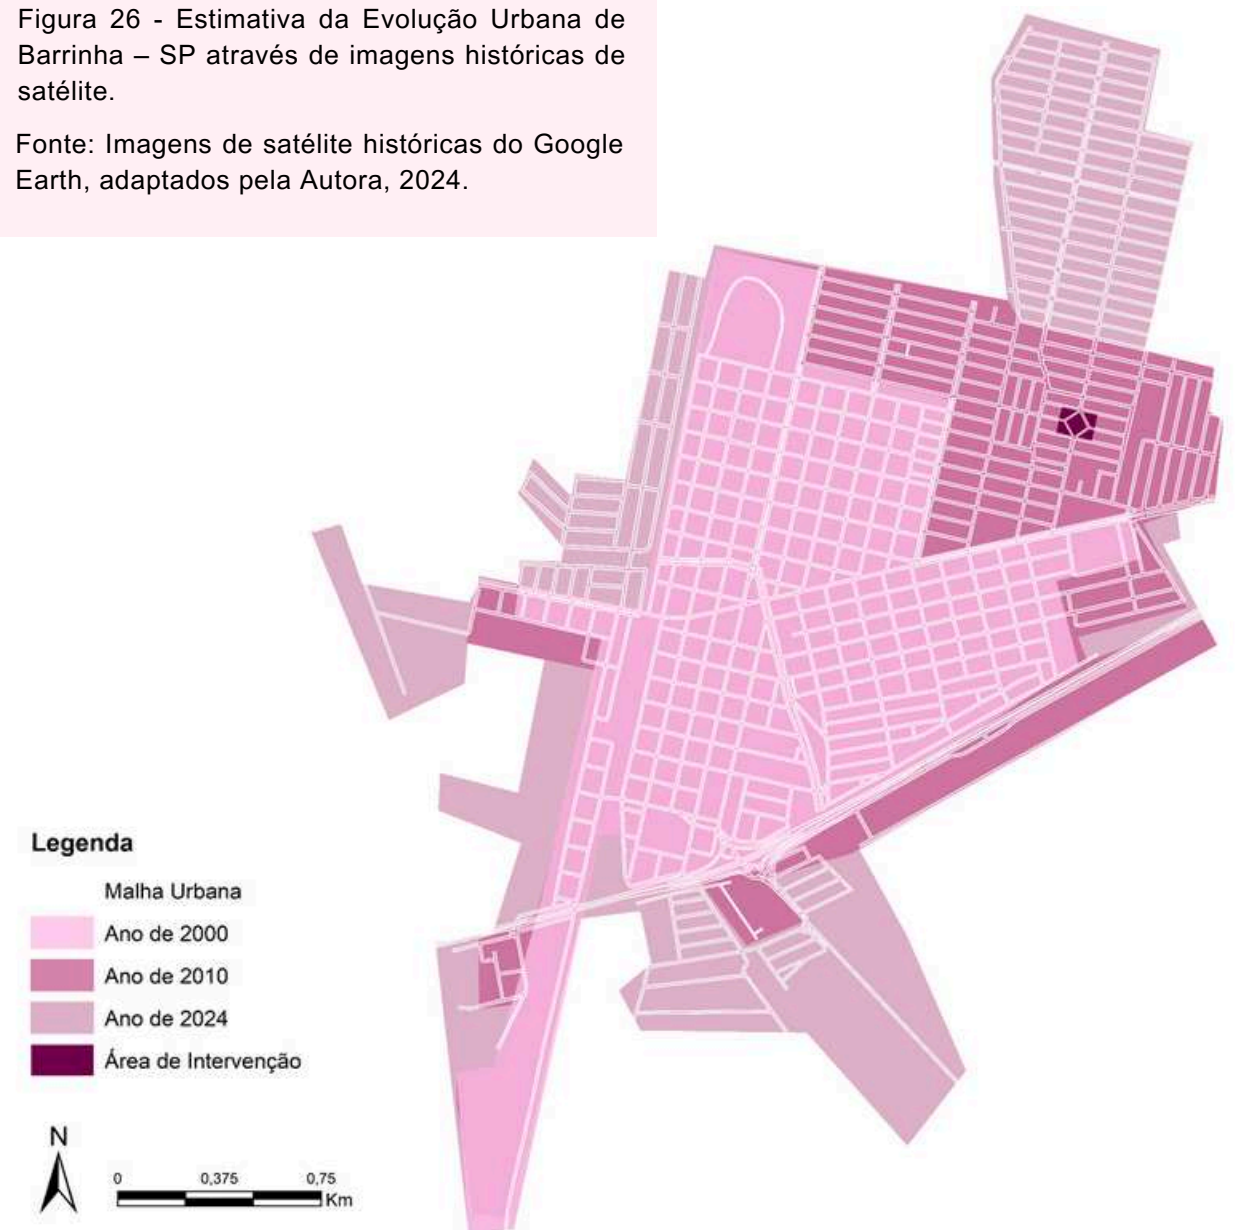 Figura 26 - Estimativa da Evolução Urbana de
Barrinha – SP através de imagens históricas de
satélite.
Fonte: Imagens de satélite históricas do Google
Earth, adaptados pela Autora, 2024.
Legenda
Malha Urbana
Ano de 2000
Ano de 2010
Ano de 2024
Área de Intervenção
N
0 0,375 0,75
Km